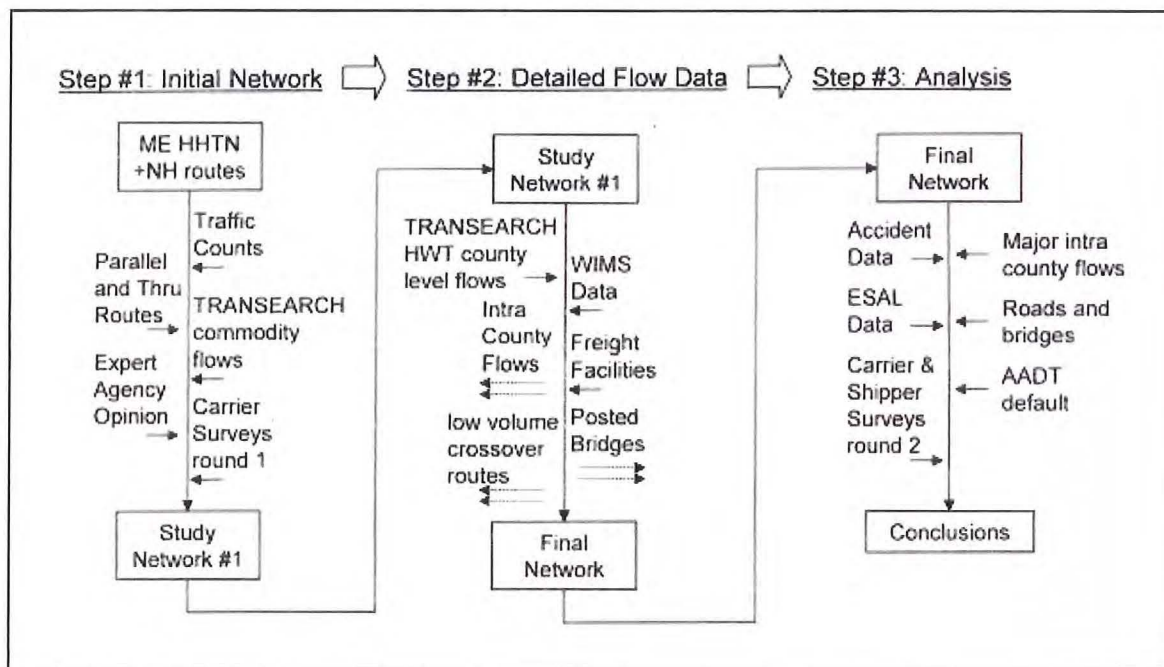 Step #1: Initial Network
Step #2: Detailed Flow Data
Step #3: Analysis
ME HHTN
+NH routes
Traffic
Counts
Parallel
and Thru
Routes
TRANSEARCH
commodity
flows
Expert
Agency
Opinion
Carrier
Surveys
round 1
Study
Network #1
Study
Network #1
TRANSEARCH
HWT county
level flows
WIMS
Data
Intra
County
Flows
Freight
Facilities
low volume
crossover
routes
Posted
Bridges
Final
Network
Final
Network
Accident
Data
Major intra
county flows
ESAL
Data
Roads and
bridges
Carrier &
Shipper
Surveys
round 2
AADT
default
Conclusions